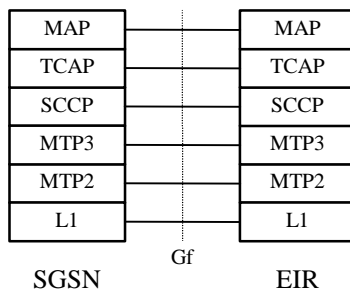 MAP MAP
TCAP TCAP
SCCP SCCP
MTP3 MTP3
MTP2 MTP2
L1 L1
Gf
SGSN EIR